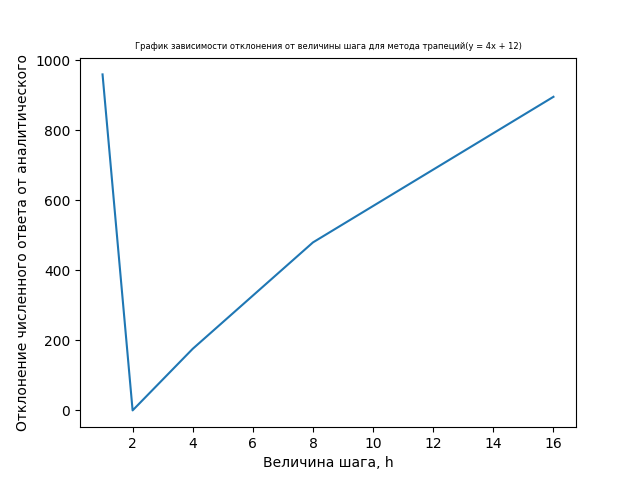 График зависимости отклонения от величины шага для метода трапеций(y = 4x + 12)
Отклонение численного ответа от аналитического
1000
800
600
400
200
0
2 4 6 8 10 12 14 16
Величина шага, h